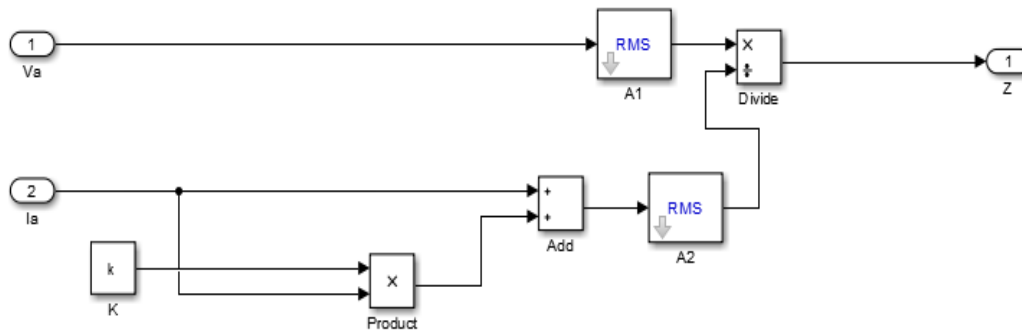 1
Va
RMS
A1
×
÷
Divide
1
Z
2
Ia
+
+
Add
RMS
A2
k
K
×
Product